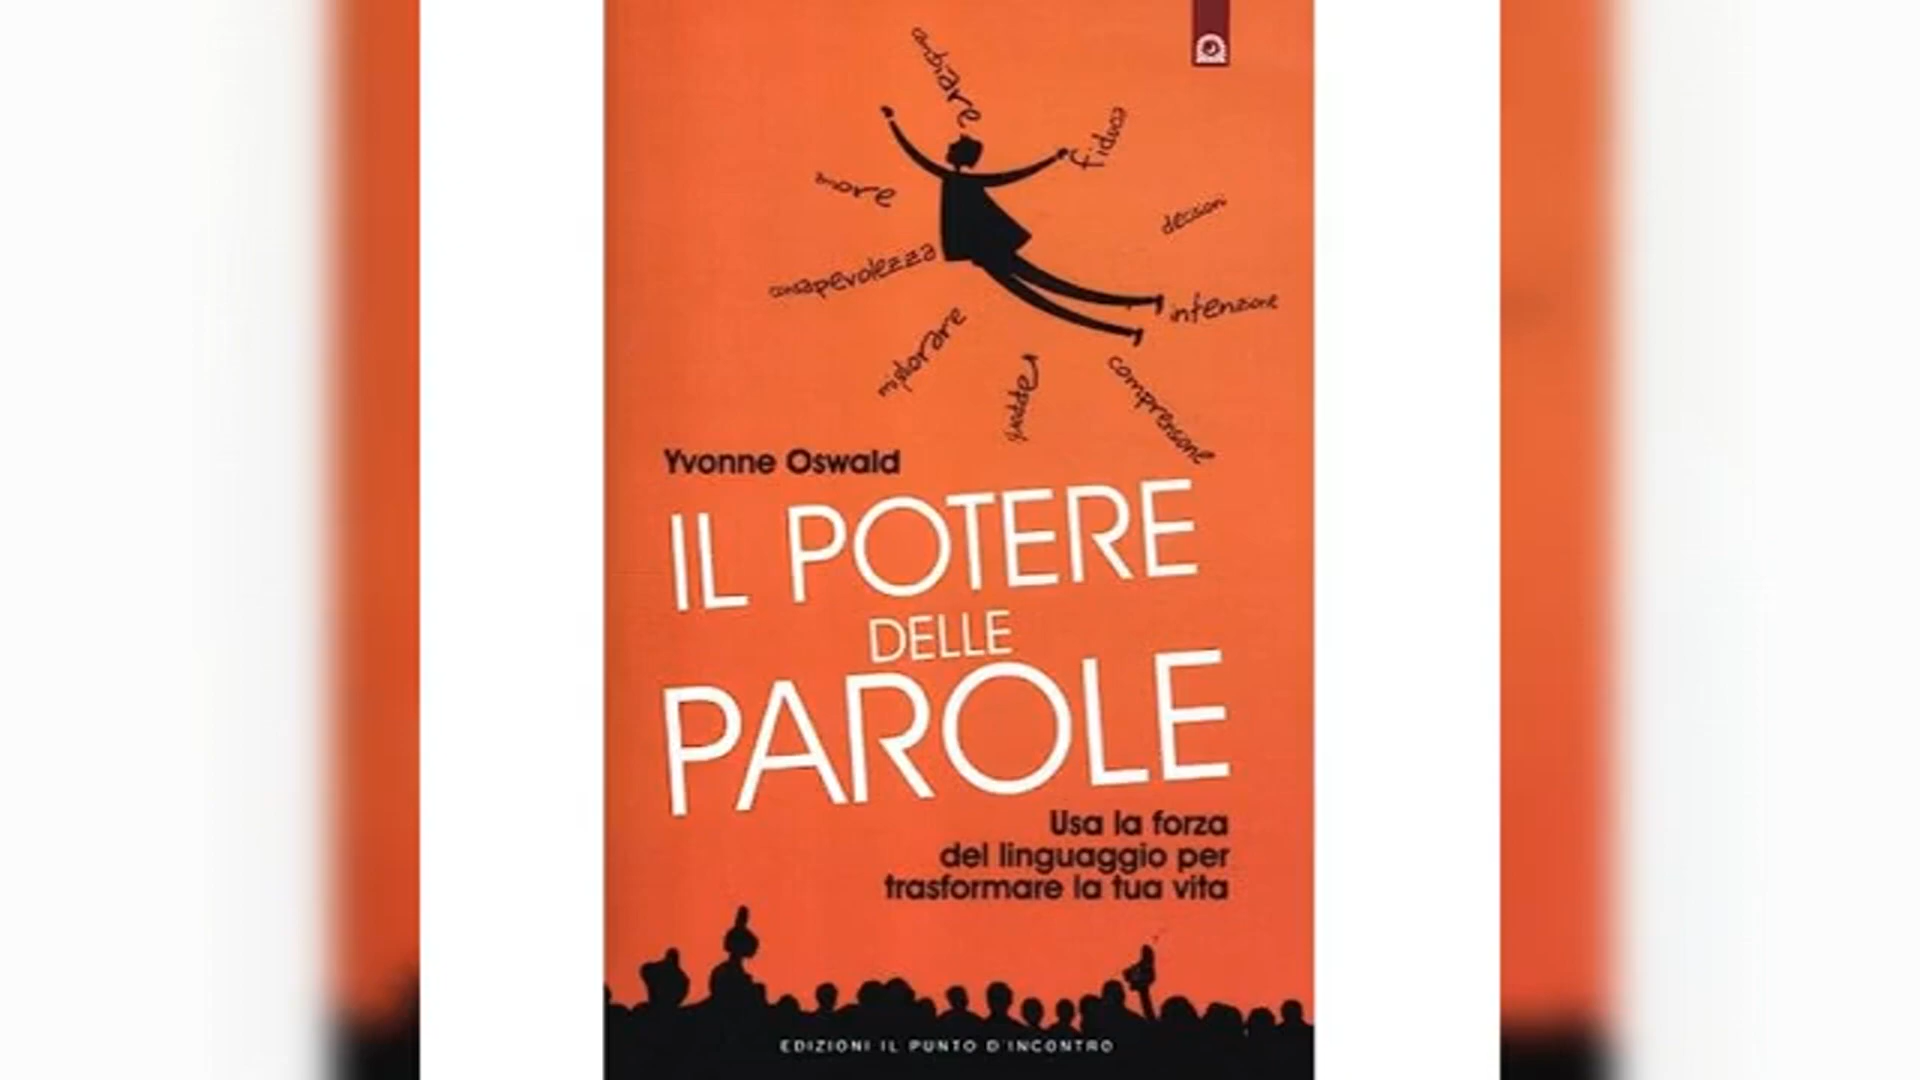 cambiare
fiducia
amore
decisioni
consapevolezza
intenzione
migliorare
comprensione
Yvonne Oswald
IL POTERE
DELLE
PAROLE
Usa la forza
del linguaggio per
trasformare la tua vita
EDIZIONI IL PUNTO D'INCONTRO